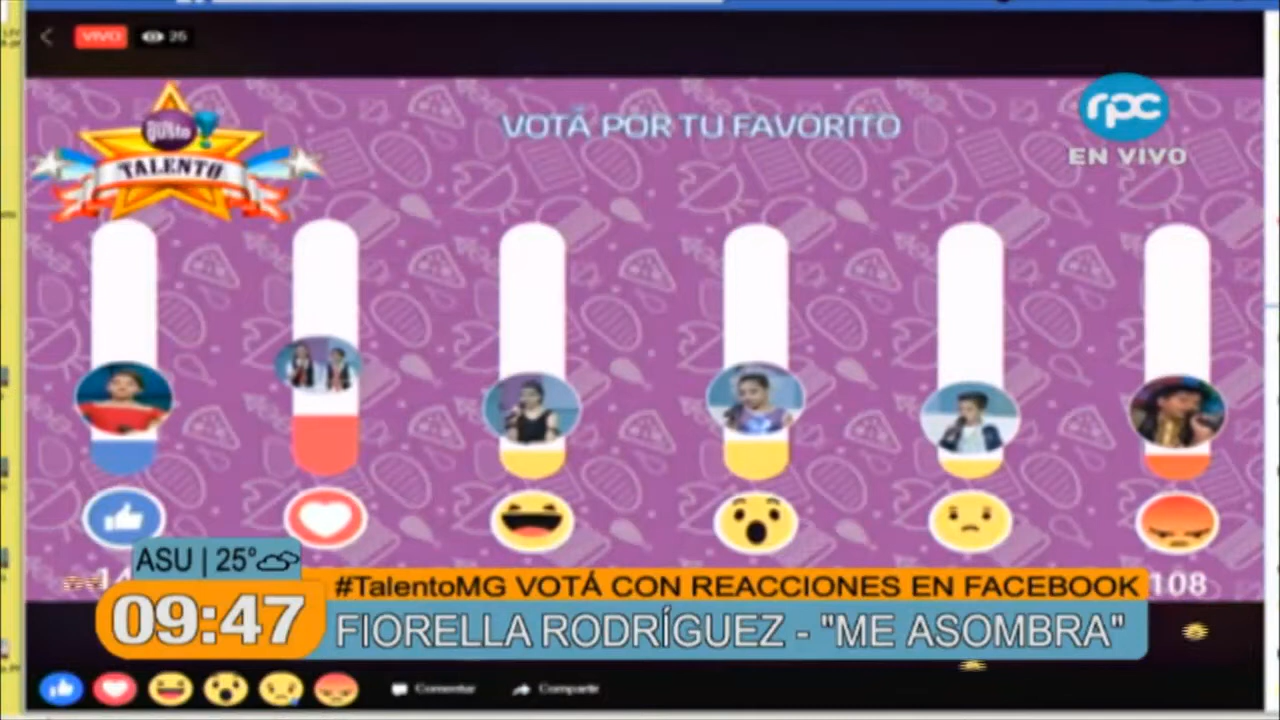 VIVO
25
gusto
TALENTO
VOTÁ POR TU FAVORITO
rpc
EN VIVO
ASU | 25°
108
#TalentoMG VOTÁ CON REACCIONES EN FACEBOOK
09:47
FIORELLA RODRÍGUEZ - "ME ASOMBRA"
Comentar
Compartir